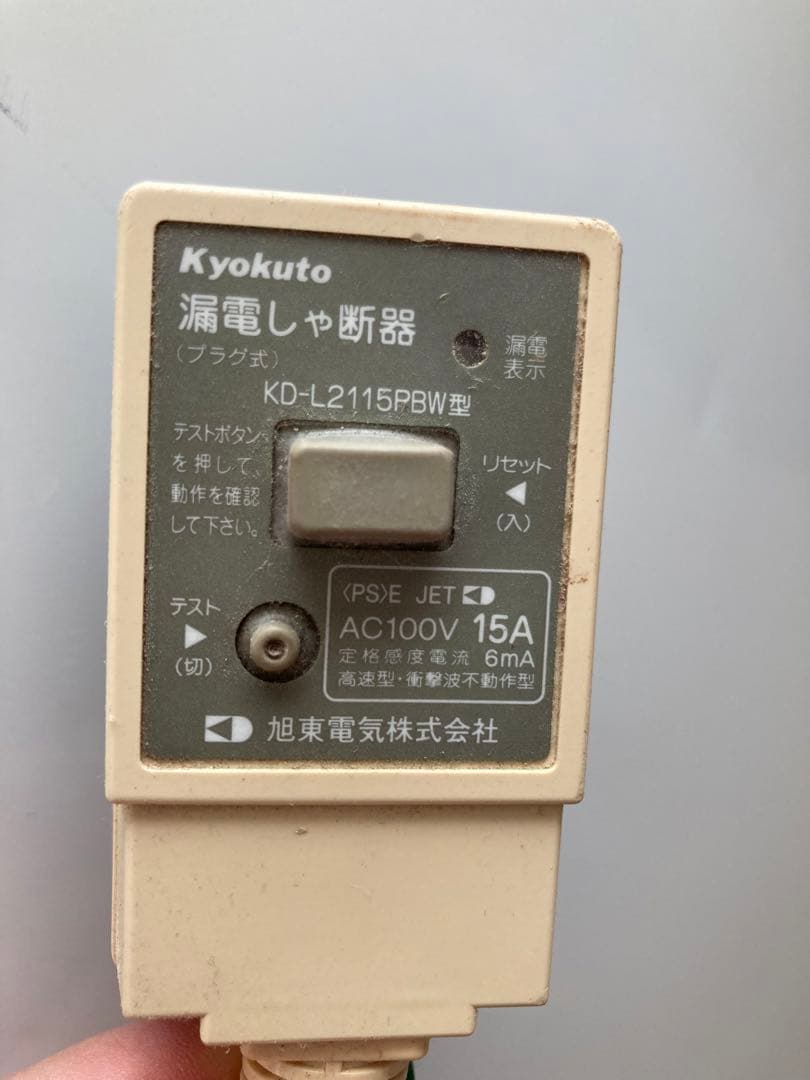 Kyokuto
漏電しゃ断器
(プラグ式)
漏電
表示
KD-L2115PBW型
テストボタン
を押して、
動作を確認
して下さい。
リセット
◀
(入)
テスト
▶
(切)
〈PS〉E JET
AC100V 15A
定格感度電流 6mA
高速型・衝撃波不動作型
旭東電気株式会社